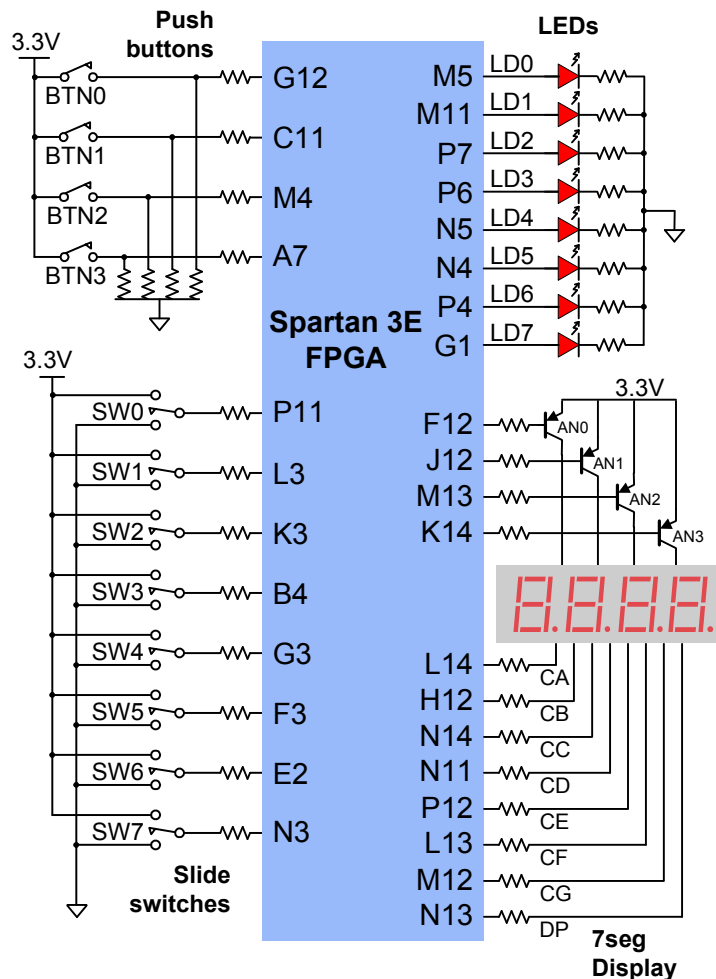 Push
buttons
LEDs
3.3V
BTN0
BTN1
BTN2
BTN3
G12
C11
M4
A7
M5
M11
P7
P6
N5
N4
P4
G1
LD0
LD1
LD2
LD3
LD4
LD5
LD6
LD7
Spartan 3E
FPGA
3.3V
SW0
SW1
SW2
SW3
SW4
SW5
SW6
SW7
P11
L3
K3
B4
G3
F3
E2
N3
Slide
switches
3.3V
F12
J12
M13
K14
AN0
AN1
AN2
AN3
8.8.8.8.
L14
H12
N14
N11
P12
L13
M12
N13
CA
CB
CC
CD
CE
CF
CG
DP
7seg
Display